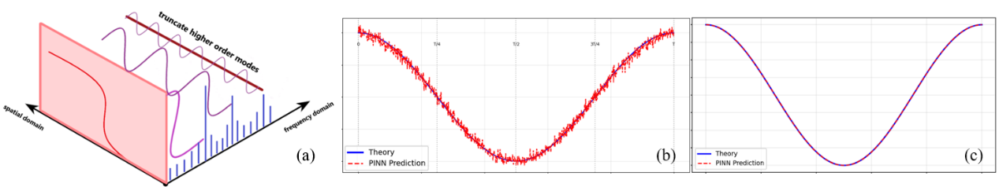 truncate higher order modes
spatial domain
frequency domain
(a)
0
T/4
T/2
3T/4
T
Theory
PINN Prediction
(b)
Theory
PINN Prediction
(c)